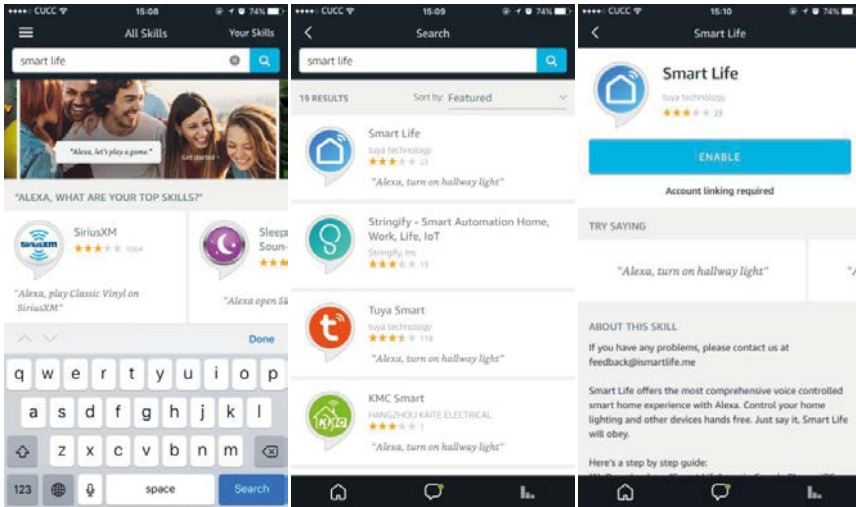 CUCC 15:08 74%
All Skills Your Skills
smart life
"Alexa, let's play a game."
Get started
"ALEXA, WHAT ARE YOUR TOP SKILLS?"
SiriusXM
SiriusXM
1064
"Alexa, play Classic Vinyl on
SiriusXM"
Sleep
Soun-
"Alexa open
Done
q w e r t y u i o p
a s d f g h j k l
z x c v b n m
123 space Search
CUCC 15:09 74%
Search
smart life
19 RESULTS Sort by: Featured
Smart Life
tuya technology
23
"Alexa, turn on hallway light"
Stringify - Smart Automation Home,
Work, Life, IoT
Stringify, Inc
13
Tuya Smart
tuya technology
118
"Alexa, turn on hallway light"
KMC
KMC Smart
HANGZHOU KAITE ELECTRICAL
1
"Alexa, turn on hallway light"
CUCC 15:10 74%
Smart Life
Smart Life
tuya technology
23
ENABLE
Account linking required
TRY SAYING
"Alexa, turn on hallway light"
ABOUT THIS SKILL
If you have any problems, please contact us at
feedback@ismartlife.me
Smart Life offers the most comprehensive voice controlled
smart home experience with Alexa. Control your home
lighting and other devices hands free. Just say it, Smart Life
will obey.
Here's a step by step guide: